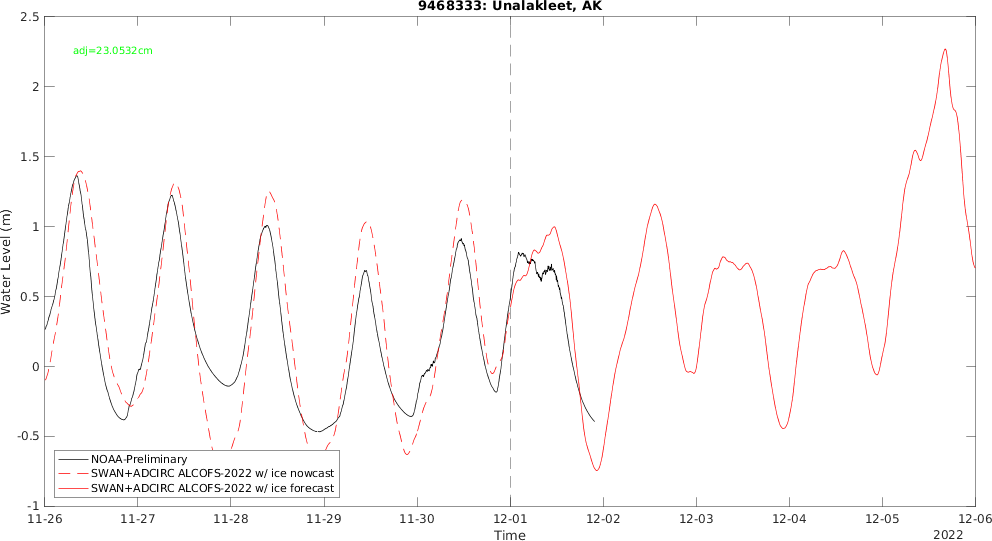 9468333: Unalakleet, AK
adj=23.0532cm
Water Level (m)
2.5
2
1.5
1
0.5
0
-0.5
-1
NOAA-Preliminary
SWAN+ADCIRC ALCOFS-2022 w/ ice nowcast
SWAN+ADCIRC ALCOFS-2022 w/ ice forecast
11-26 11-27 11-28 11-29 11-30 12-01 12-02 12-03 12-04 12-05 12-06
Time
2022